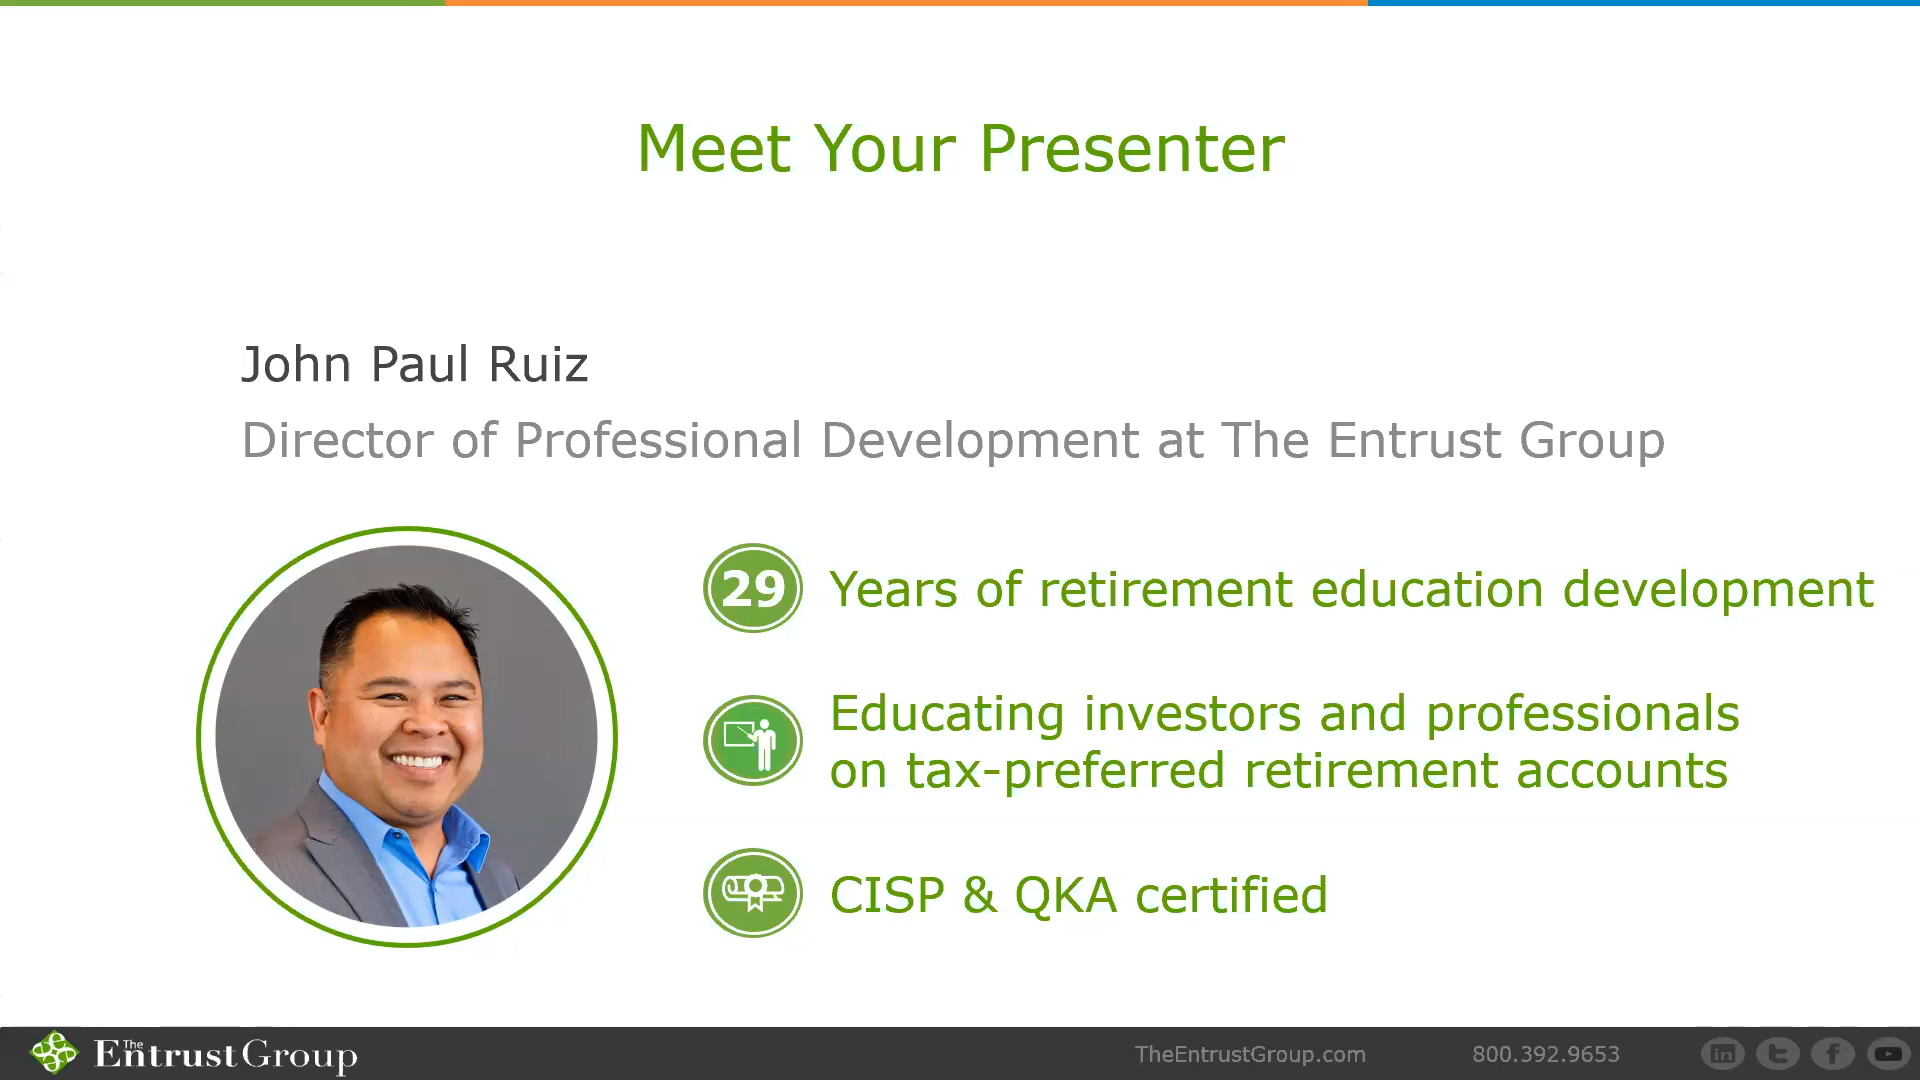 Meet Your Presenter
John Paul Ruiz
Director of Professional Development at The Entrust Group
29
Years of retirement education development
Educating investors and professionals
on tax-preferred retirement accounts
CISP & QKA certified
The Entrust Group
TheEntrustGroup.com
800.392.9653